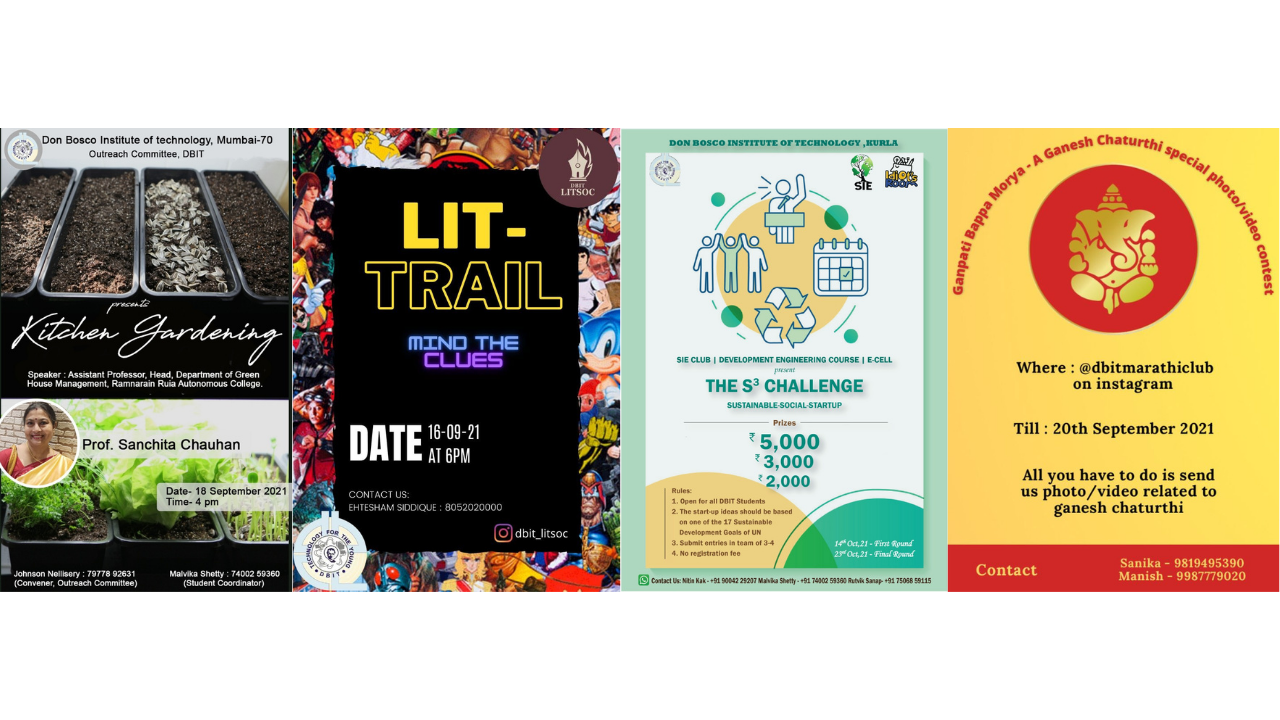 Don Bosco Institute of technology, Mumbai-70
Outreach Committee, DBIT
presents
Kitchen Gardening
Speaker : Assistant Professor, Head, Department of Green
House Management, Ramnarain Ruia Autonomous College.
Prof. Sanchita Chauhan
Date- 18 September 2021
Time- 4 pm
Johnson Nellisery : 79778 92631
(Convener, Outreach Committee)
Malvika Shetty : 74002 59360
(Student Coordinator)
DBIT
LITSOC
LIT-
TRAIL
MIND THE
CLUES
DATE
16-09-21
AT 6PM
CONTACT US:
EHTESHAM SIDDIQUE : 8052020000
dbit_litsoc
TECHNOLOGY FOR THE YOUNG
DBIT
DON BOSCO INSTITUTE OF TECHNOLOGY ,KURLA
SIE
Idiots
ROOM
SIE CLUB | DEVELOPMENT ENGINEERING COURSE | E-CELL
present
THE S³ CHALLENGE
SUSTAINABLE-SOCIAL-STARTUP
Prizes
₹ 5,000
₹ 3,000
₹ 2,000
Rules:
1. Open for all DBIT Students
2. The start-up ideas should be based
on one of the 17 Sustainable
Development Goals of UN
3. Submit entries in team of 3-4
4. No registration fee
14th Oct,21 - First Round
23rd Oct,21 - Final Round
Contact Us: Nitin Kak - +91 90042 29207 Malvika Shetty - +91 74002 59360 Rutvik Sanap- +91 75068 59115
Ganpati Bappa Morya - A Ganesh Chaturthi special photo/video contest
Where : @dbitmarathiclub
on instagram
Till : 20th September 2021
All you have to do is send
us photo/video related to
ganesh chaturthi
Contact
Sanika - 9819495390
Manish - 9987779020